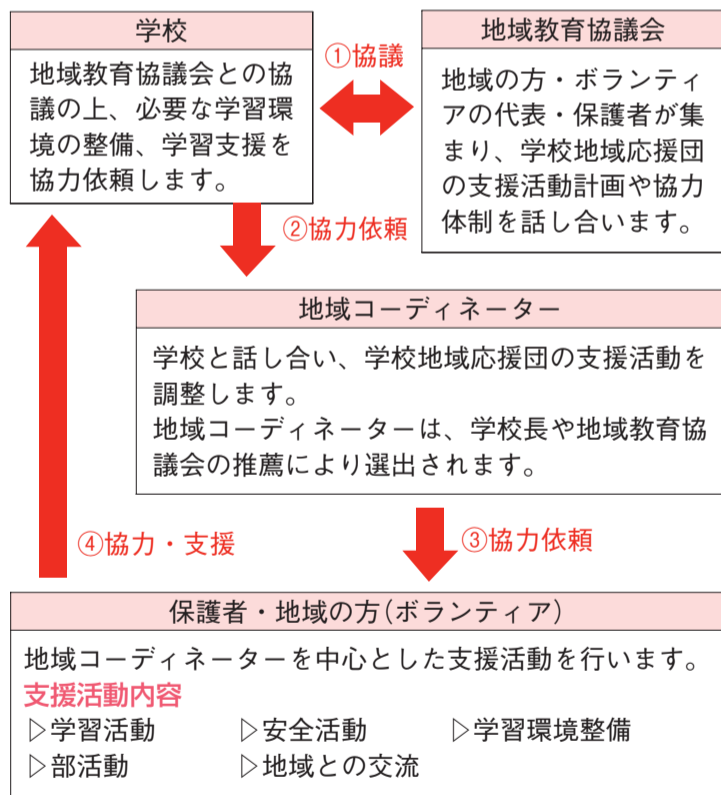 学校
地域教育協議会との協
議の上、必要な学習環
境の整備、学習支援を
協力依頼します。
①協議
地域教育協議会
地域の方・ボランティ
アの代表・保護者が集
まり、学校地域応援団
の支援活動計画や協力
体制を話し合います。
②協力依頼
地域コーディネーター
学校と話し合い、学校地域応援団の支援活動を
調整します。
地域コーディネーターは、学校長や地域教育協
議会の推薦により選出されます。
③協力依頼
④協力・支援
保護者・地域の方(ボランティア)
地域コーディネーターを中心とした支援活動を行います。
支援活動内容
▷学習活動 ▷安全活動 ▷学習環境整備
▷部活動 ▷地域との交流